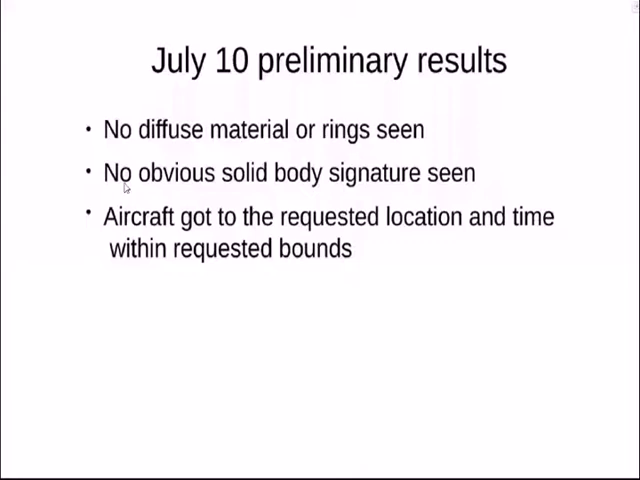 July 10 preliminary results
• No diffuse material or rings seen
• No obvious solid body signature seen
• Aircraft got to the requested location and time
within requested bounds